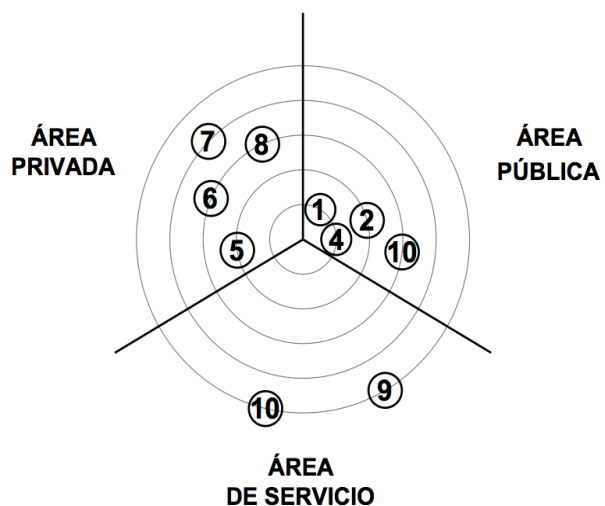 ÁREA
PRIVADA
ÁREA
PÚBLICA
7
8
6
1
2
5
4
10
10
9
ÁREA
DE SERVICIO